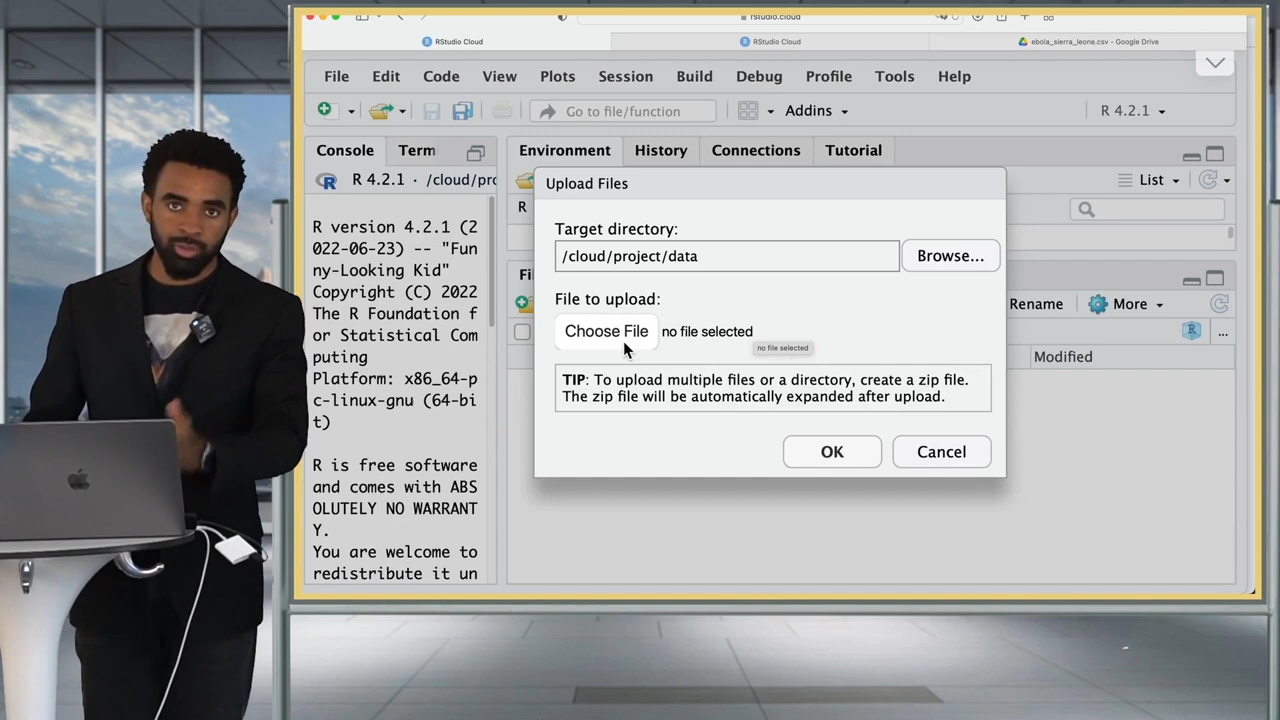 rstudio.cloud
RStudio Cloud
RStudio Cloud
ebola_sierra_leone.csv - Google Drive
File Edit Code View Plots Session Build Debug Profile Tools Help
Go to file/function
Addins
R 4.2.1
Console
Term
Environment History Connections Tutorial
R 4.2.1 · /cloud/pro
List
R
R version 4.2.1 (2
022-06-23) -- "Fun
ny-Looking Kid"
Copyright (C) 2022
The R Foundation f
or Statistical Com
puting
Platform: x86_64-p
c-linux-gnu (64-bi
t)
R is free software
and comes with ABS
OLUTELY NO WARRANT
Y.
You are welcome to
redistribute it un
Upload Files
Target directory:
/cloud/project/data
Browse...
File to upload:
Choose File no file selected
no file selected
TIP: To upload multiple files or a directory, create a zip file.
The zip file will be automatically expanded after upload.
OK
Cancel
Rename
More
...
Modified